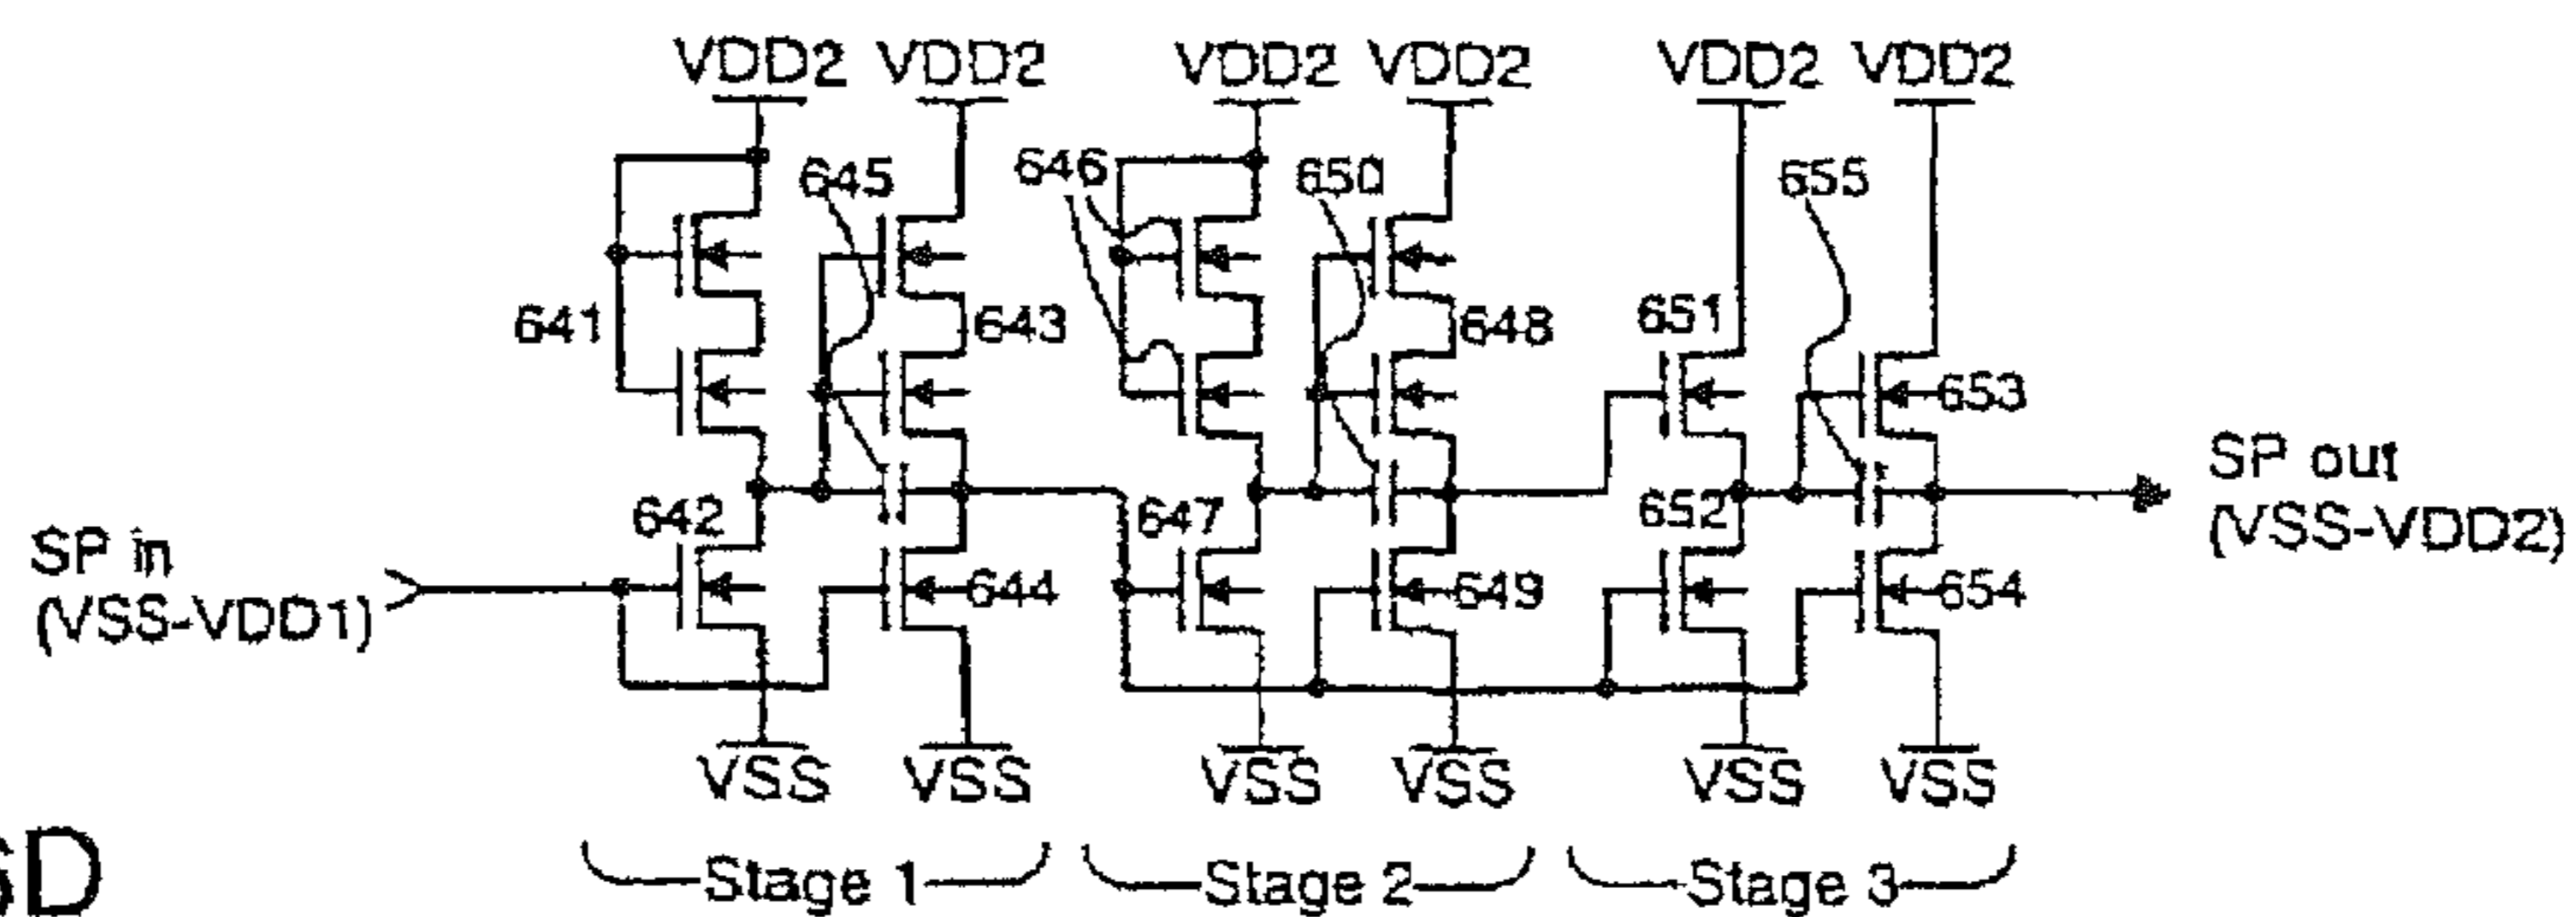 VDD2 VDD2 VDD2 VDD2 VDD2 VDD2
645 646 650 655
641 643 648 651
653
642 647 652
SP in
(VSS-VDD1)
SP out
(VSS-VDD2)
644 649 654
VSS VSS VSS VSS VSS VSS
Stage 1 Stage 2 Stage 3